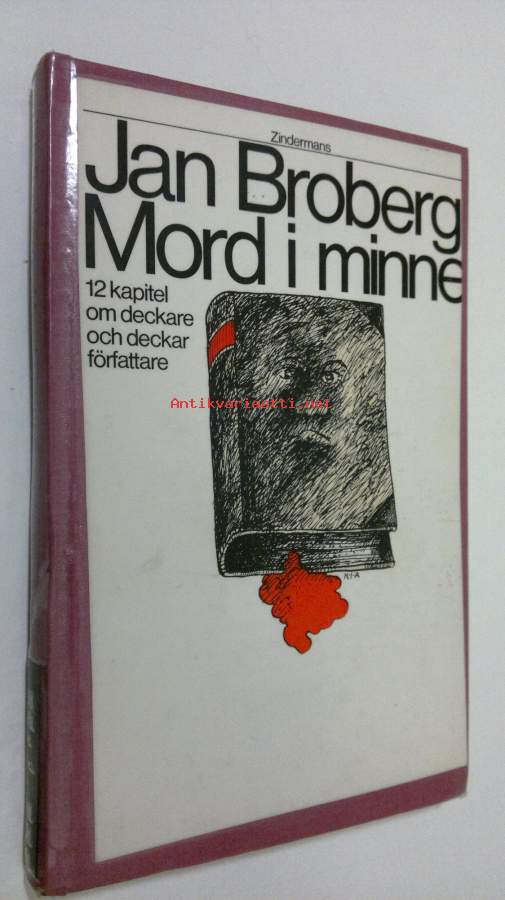 Zindermans
Jan Broberg
Mord i minne
12 kapitel
om deckare
och deckar
författare
Antikvariaatti.net